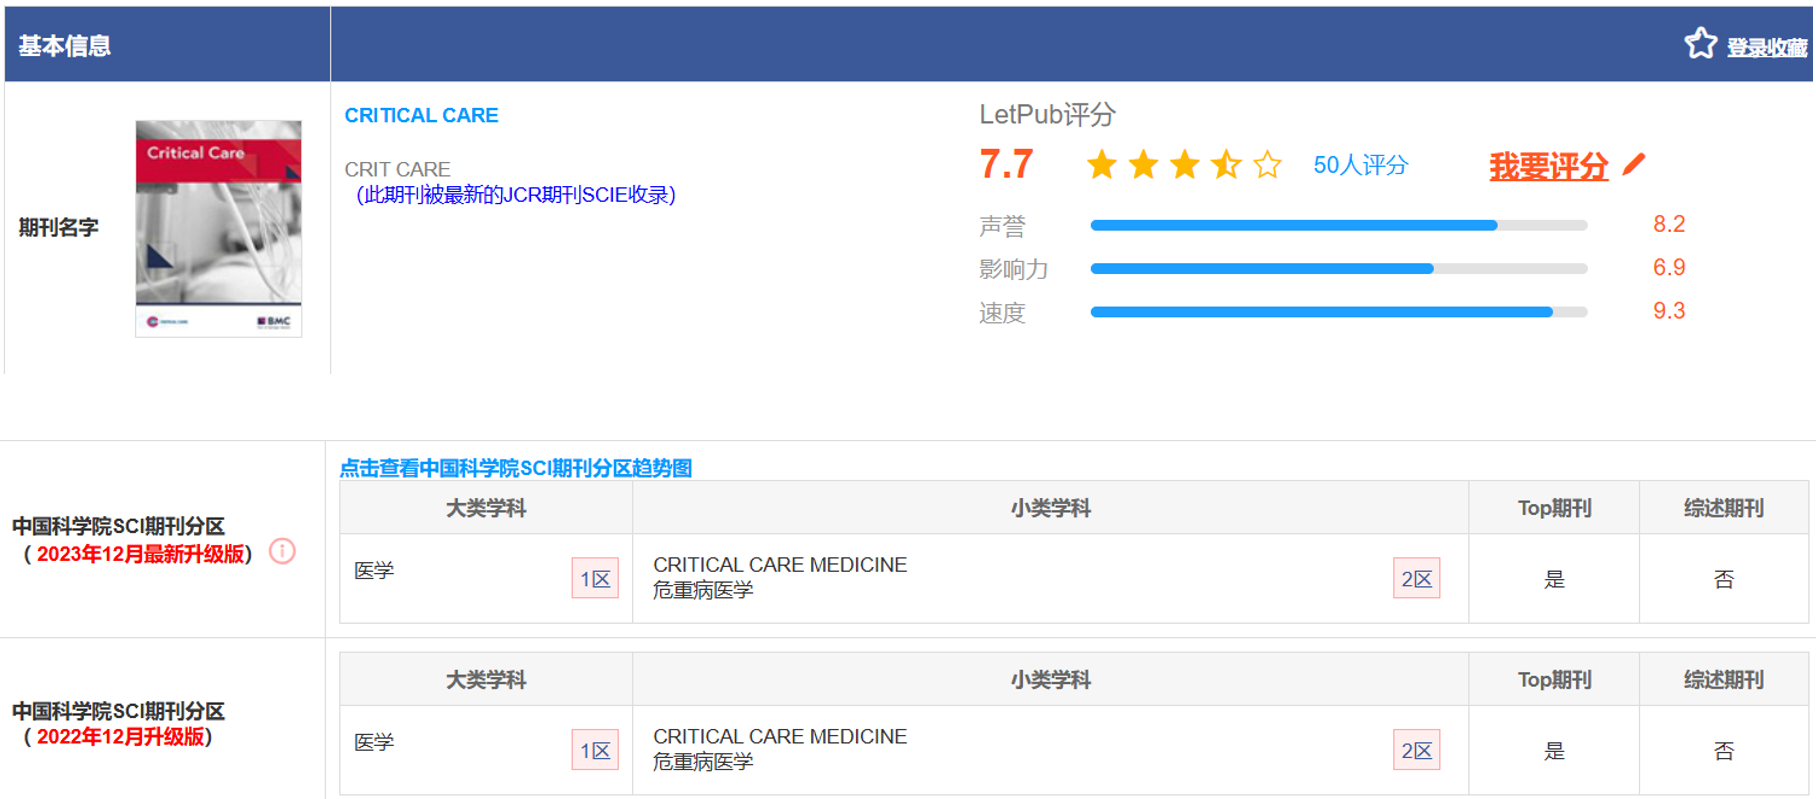 基本信息
登录收藏
期刊名字
Critical Care
BMC
CRITICAL CARE
CRIT CARE
（此期刊被最新的JCR期刊SCIE收录）
LetPub评分
7.7
50人评分
我要评分
声誉
8.2
影响力
6.9
速度
9.3
点击查看中国科学院SCI期刊分区趋势图
中国科学院SCI期刊分区
（ 2023年12月最新升级版）
大类学科 小类学科 Top期刊 综述期刊
医学 1区 CRITICAL CARE MEDICINE
危重病医学 2区 是 否
中国科学院SCI期刊分区
（ 2022年12月升级版）
大类学科 小类学科 Top期刊 综述期刊
医学 1区 CRITICAL CARE MEDICINE
危重病医学 2区 是 否